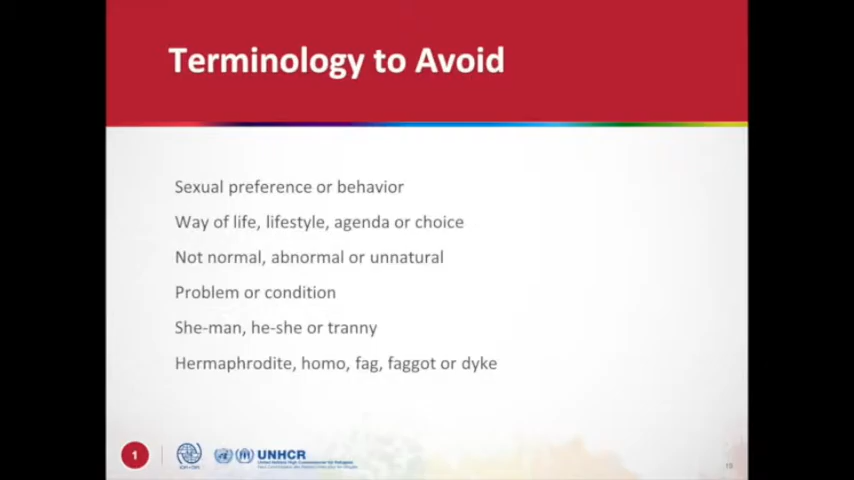 Terminology to Avoid
Sexual preference or behavior
Way of life, lifestyle, agenda or choice
Not normal, abnormal or unnatural
Problem or condition
She-man, he-she or tranny
Hermaphrodite, homo, fag, faggot or dyke
1
UNHCR